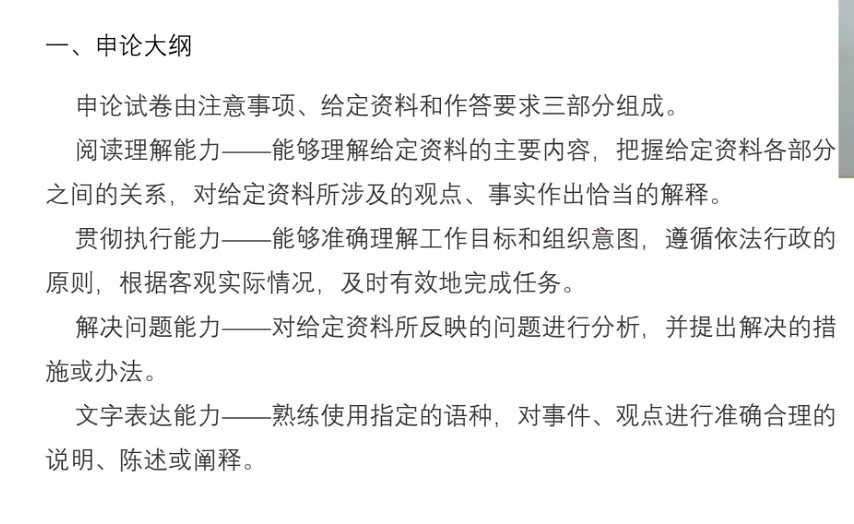 一、申论大纲
申论试卷由注意事项、给定资料和作答要求三部分组成。
阅读理解能力——能够理解给定资料的主要内容，把握给定资料各部分
之间的关系，对给定资料所涉及的观点、事实作出恰当的解释。
贯彻执行能力——能够准确理解工作目标和组织意图，遵循依法行政的
原则，根据客观实际情况，及时有效地完成任务。
解决问题能力——对给定资料所反映的问题进行分析，并提出解决的措
施或办法。
文字表达能力——熟练使用指定的语种，对事件、观点进行准确合理的
说明、陈述或阐释。